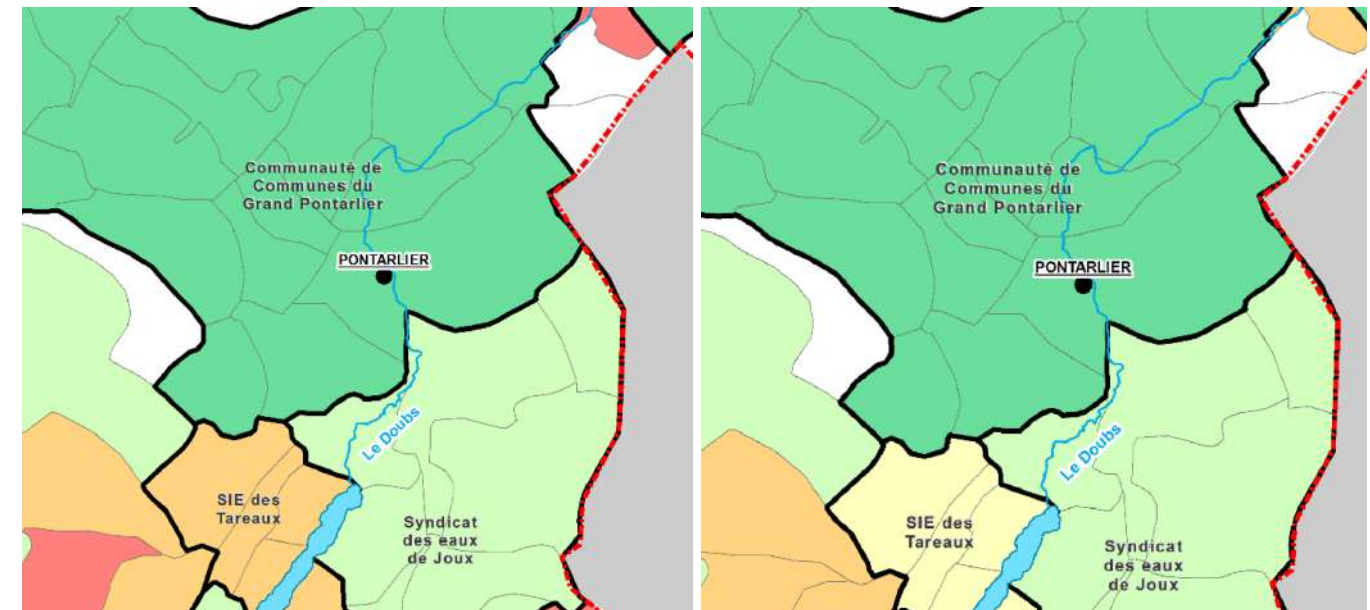 Communauté de
Communes du
Grand Pontarlier
PONTARLIER
Le Doubs
SIE des
Tareaux
Syndicat
des eaux
de Joux
Communauté de
Communes du
Grand Pontarlier
PONTARLIER
Le Doubs
SIE des
Tareaux
Syndicat
des eaux
de Joux